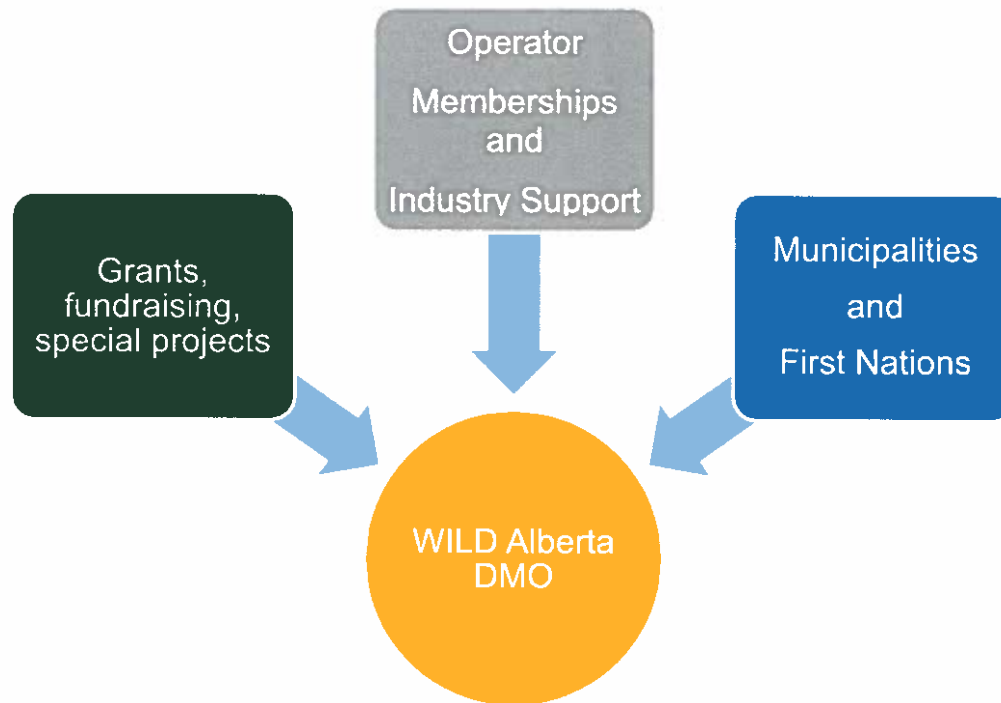 Operator
Memberships
and
Industry Support
Grants,
fundraising,
special projects
Municipalities
and
First Nations
WILD Alberta
DMO